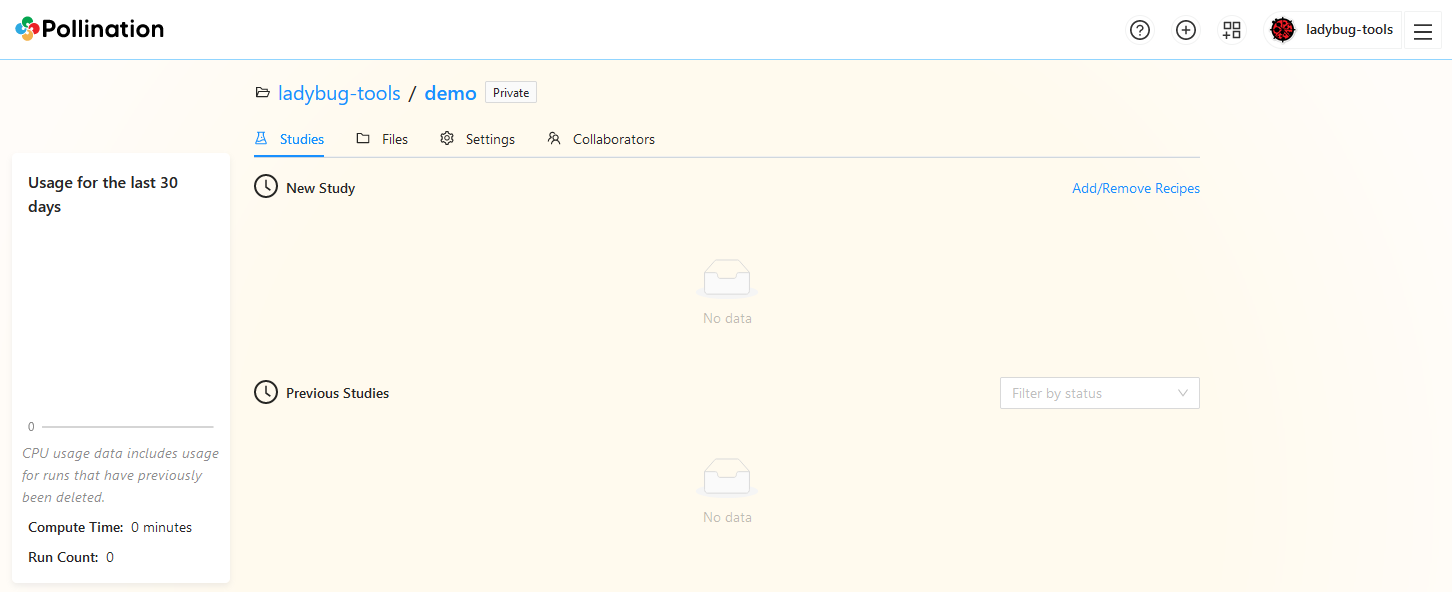 Pollination
ladybug-tools
ladybug-tools / demo Private
Studies Files Settings Collaborators
Usage for the last 30
days
0
CPU usage data includes usage
for runs that have previously
been deleted.
Compute Time: 0 minutes
Run Count: 0
New Study
Add/Remove Recipes
No data
Previous Studies
Filter by status
No data